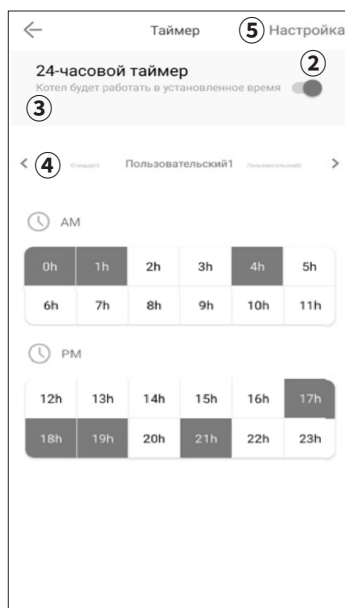 Таймер ⑤ Настройка
24-часовой таймер ②
Котел будет работать в установленное время
③
< ④ Стандарт3 Пользовательский1 Пользовательский2 >
AM
0h 1h 2h 3h 4h 5h
6h 7h 8h 9h 10h 11h
PM
12h 13h 14h 15h 16h 17h
18h 19h 20h 21h 22h 23h